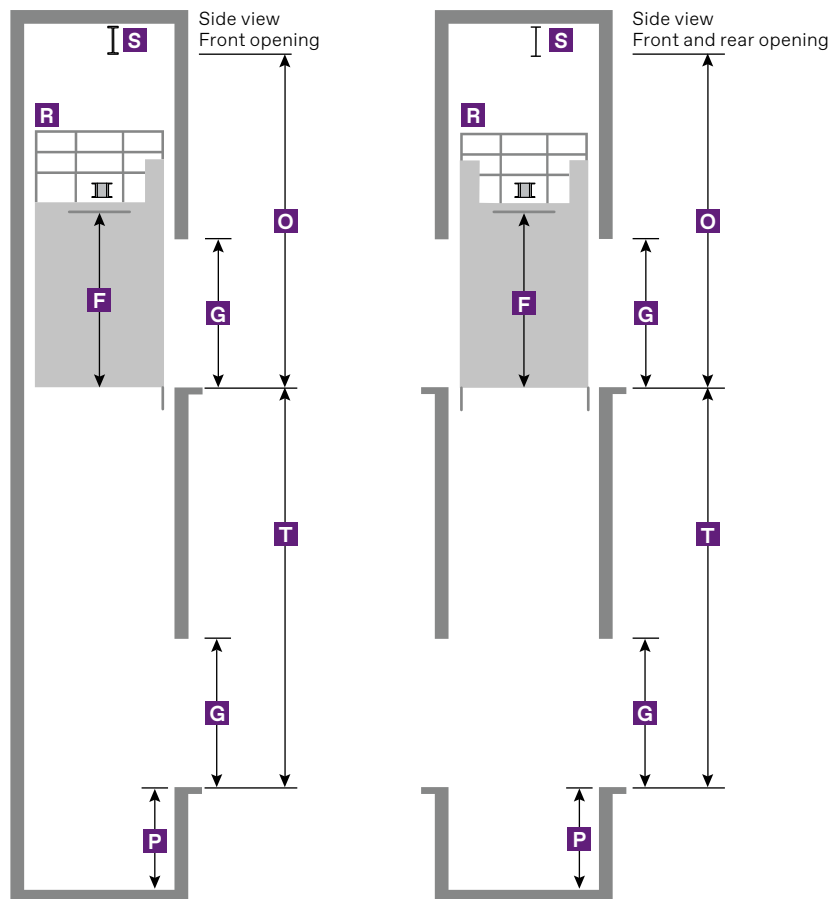 Side view
Front opening
S
R
O
F
G
T
G
P
Side view
Front and rear opening
S
R
O
F
G
T
G
P